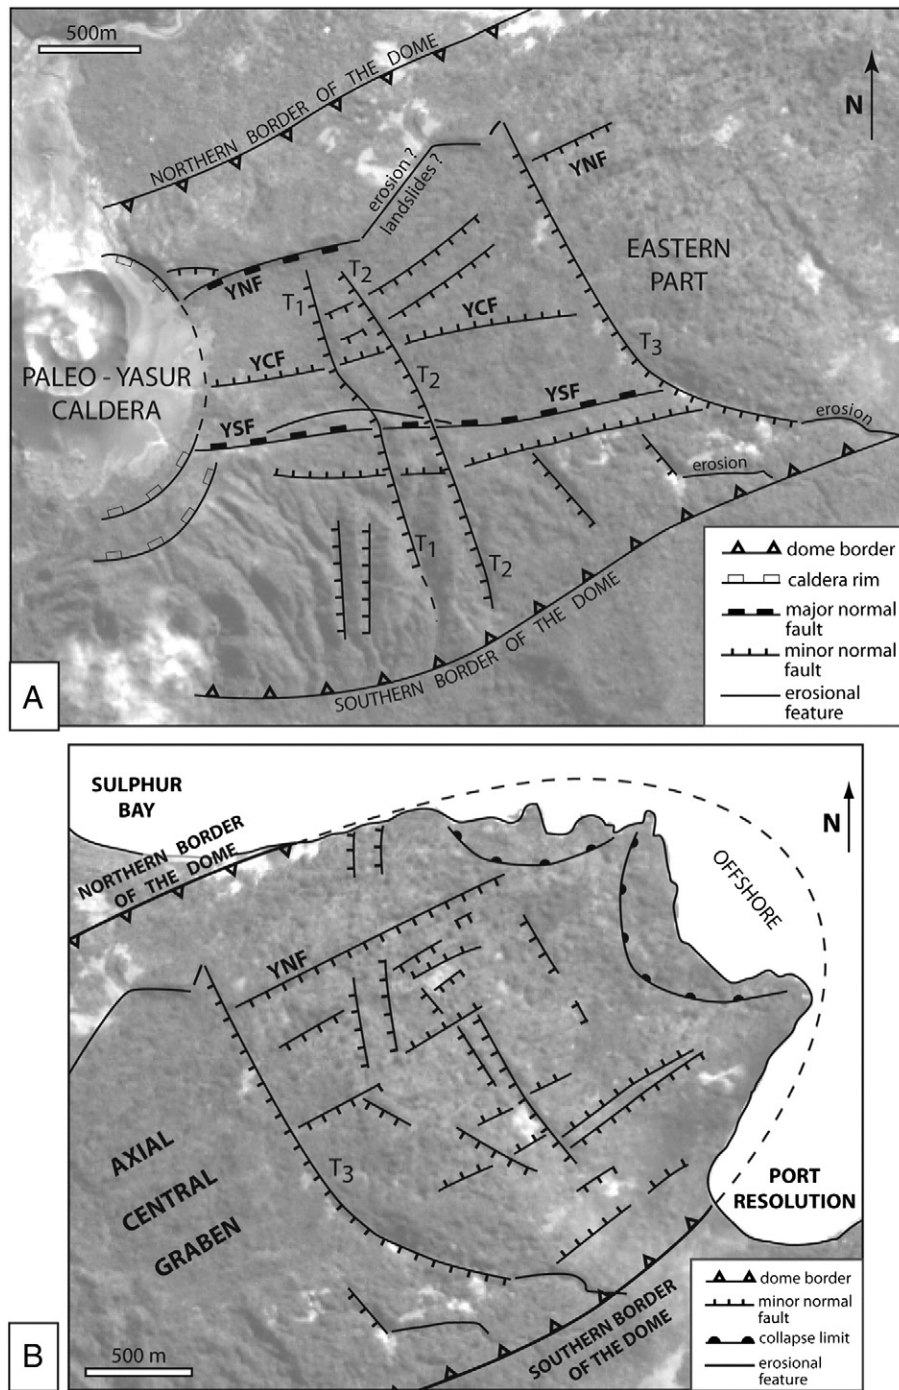 500m
NORTHERN BORDER OF THE DOME
N
erosion ?
landslides ?
YNF
EASTERN
PART
YNF
T2
T1
YCF
T3
YCF
T2
PALEO - YASUR
CALDERA
YSF
YSF
erosion
erosion
T1
T2
SOUTHERN BORDER OF THE DOME
dome border
caldera rim
major normal
fault
minor normal
fault
erosional
feature
A
SULPHUR
BAY
N
NORTHERN BORDER
OF THE DOME
OFFSHORE
YNF
AXIAL
CENTRAL
GRABEN
T3
PORT
RESOLUTION
SOUTHERN BORDER
OF THE DOME
dome border
minor normal
fault
collapse limit
erosional
feature
B
500 m